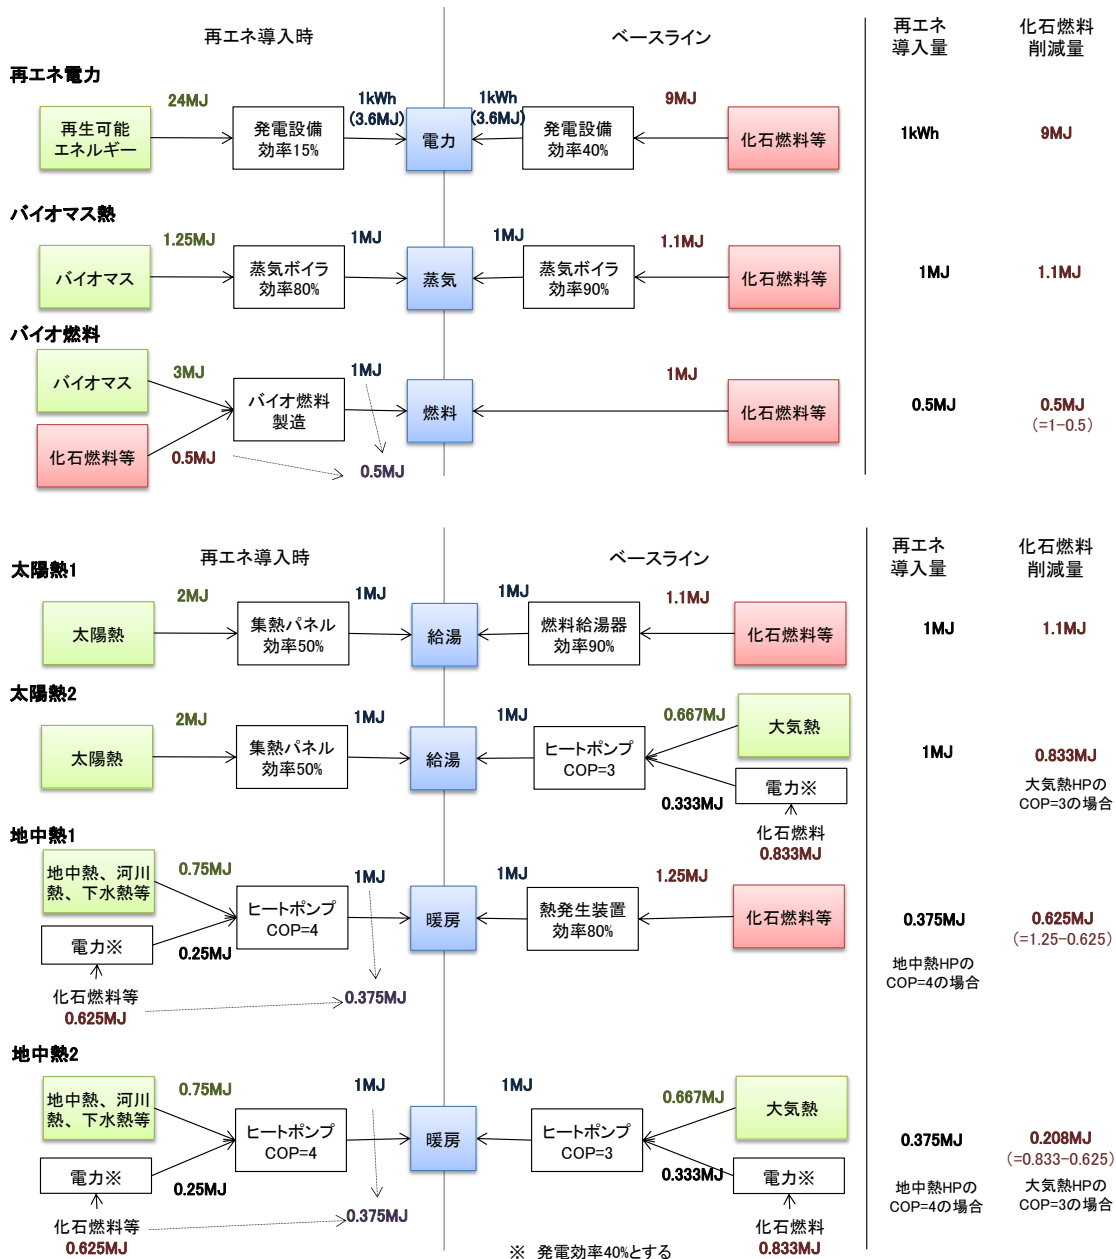 再エネ導入時
ベースライン
再エネ
導入量
化石燃料
削減量
再エネ電力
再生可能
エネルギー
24MJ
発電設備
効率15%
1kWh
(3.6MJ)
電力
1kWh
(3.6MJ)
発電設備
効率40%
9MJ
化石燃料等
1kWh
9MJ
バイオマス熱
バイオマス
1.25MJ
蒸気ボイラ
効率80%
1MJ
蒸気
1MJ
蒸気ボイラ
効率90%
1.1MJ
化石燃料等
1MJ
1.1MJ
バイオ燃料
バイオマス
3MJ
化石燃料等
0.5MJ
バイオ燃料
製造
1MJ
0.5MJ
燃料
1MJ
化石燃料等
0.5MJ
0.5MJ
(=1-0.5)
再エネ導入時
ベースライン
再エネ
導入量
化石燃料
削減量
太陽熱1
太陽熱
2MJ
集熱パネル
効率50%
1MJ
給湯
1MJ
燃料給湯器
効率90%
1.1MJ
化石燃料等
1MJ
1.1MJ
太陽熱2
太陽熱
2MJ
集熱パネル
効率50%
1MJ
給湯
1MJ
ヒートポンプ
COP=3
0.667MJ
大気熱
0.333MJ
電力※
化石燃料
0.833MJ
1MJ
0.833MJ
大気熱HPの
COP=3の場合
地中熱1
地中熱、河川
熱、下水熱等
0.75MJ
電力※
0.25MJ
化石燃料等
0.625MJ
ヒートポンプ
COP=4
1MJ
0.375MJ
暖房
1MJ
熱発生装置
効率80%
1.25MJ
化石燃料等
0.375MJ
地中熱HPの
COP=4の場合
0.625MJ
(=1.25-0.625)
地中熱2
地中熱、河川
熱、下水熱等
0.75MJ
電力※
0.25MJ
化石燃料等
0.625MJ
ヒートポンプ
COP=4
1MJ
0.375MJ
暖房
1MJ
ヒートポンプ
COP=3
0.667MJ
大気熱
0.333MJ
電力※
化石燃料
0.833MJ
0.375MJ
地中熱HPの
COP=4の場合
0.208MJ
(=0.833-0.625)
大気熱HPの
COP=3の場合
※ 発電効率40%とする